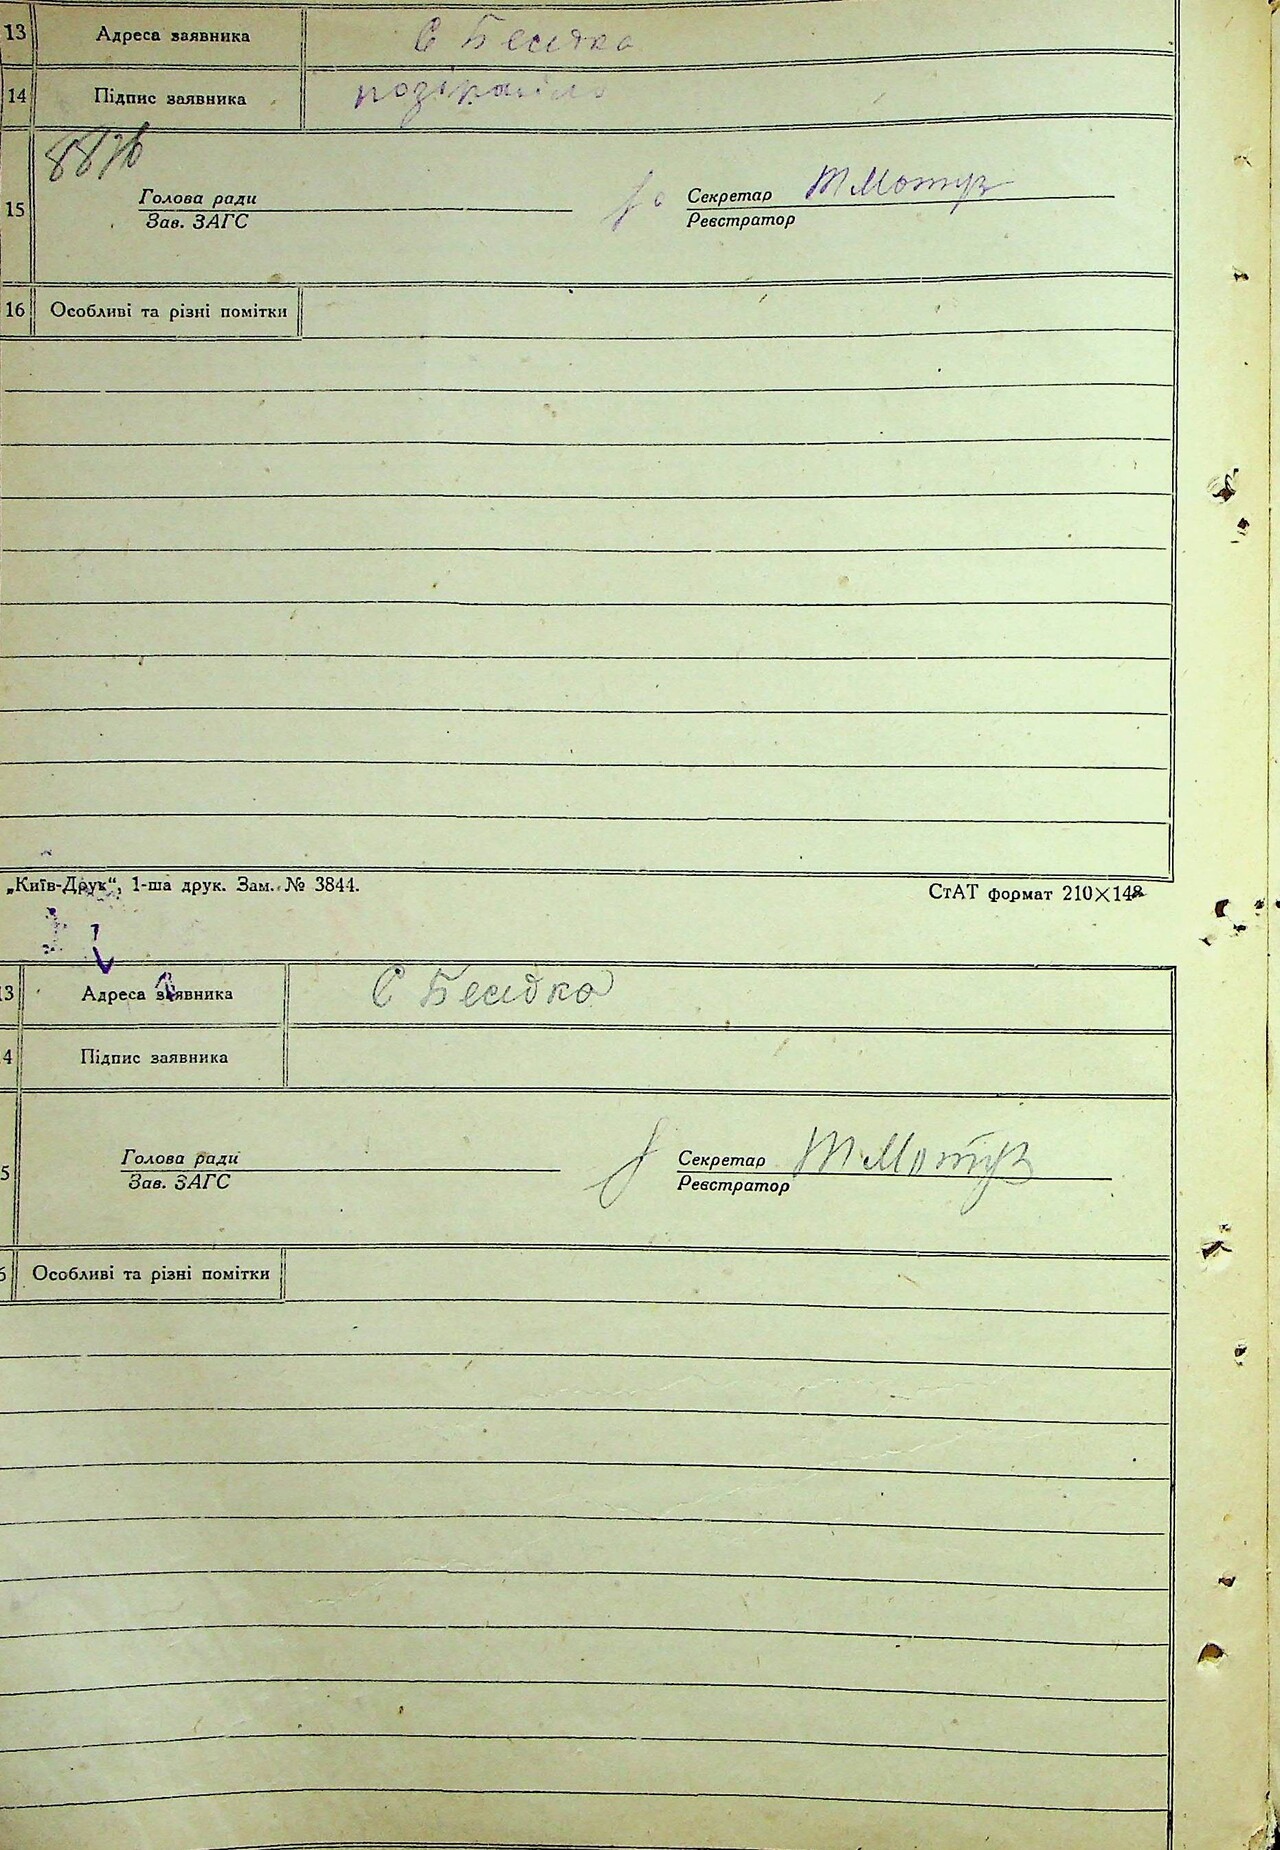 13 Адреса заявника С Бесідка
14 Підпис заявника
15 Голова ради Секретар
Зав. ЗАГС Реєстратор
16 Особливі та різні помітки
„Київ-Друк“, 1-ша друк. Зам. № 3844. СтАТ формат 210×148
13 Адреса заявника С Бесідка
4 Підпис заявника
5 Голова ради Секретар
Зав. ЗАГС Реєстратор
6 Особливі та різні помітки